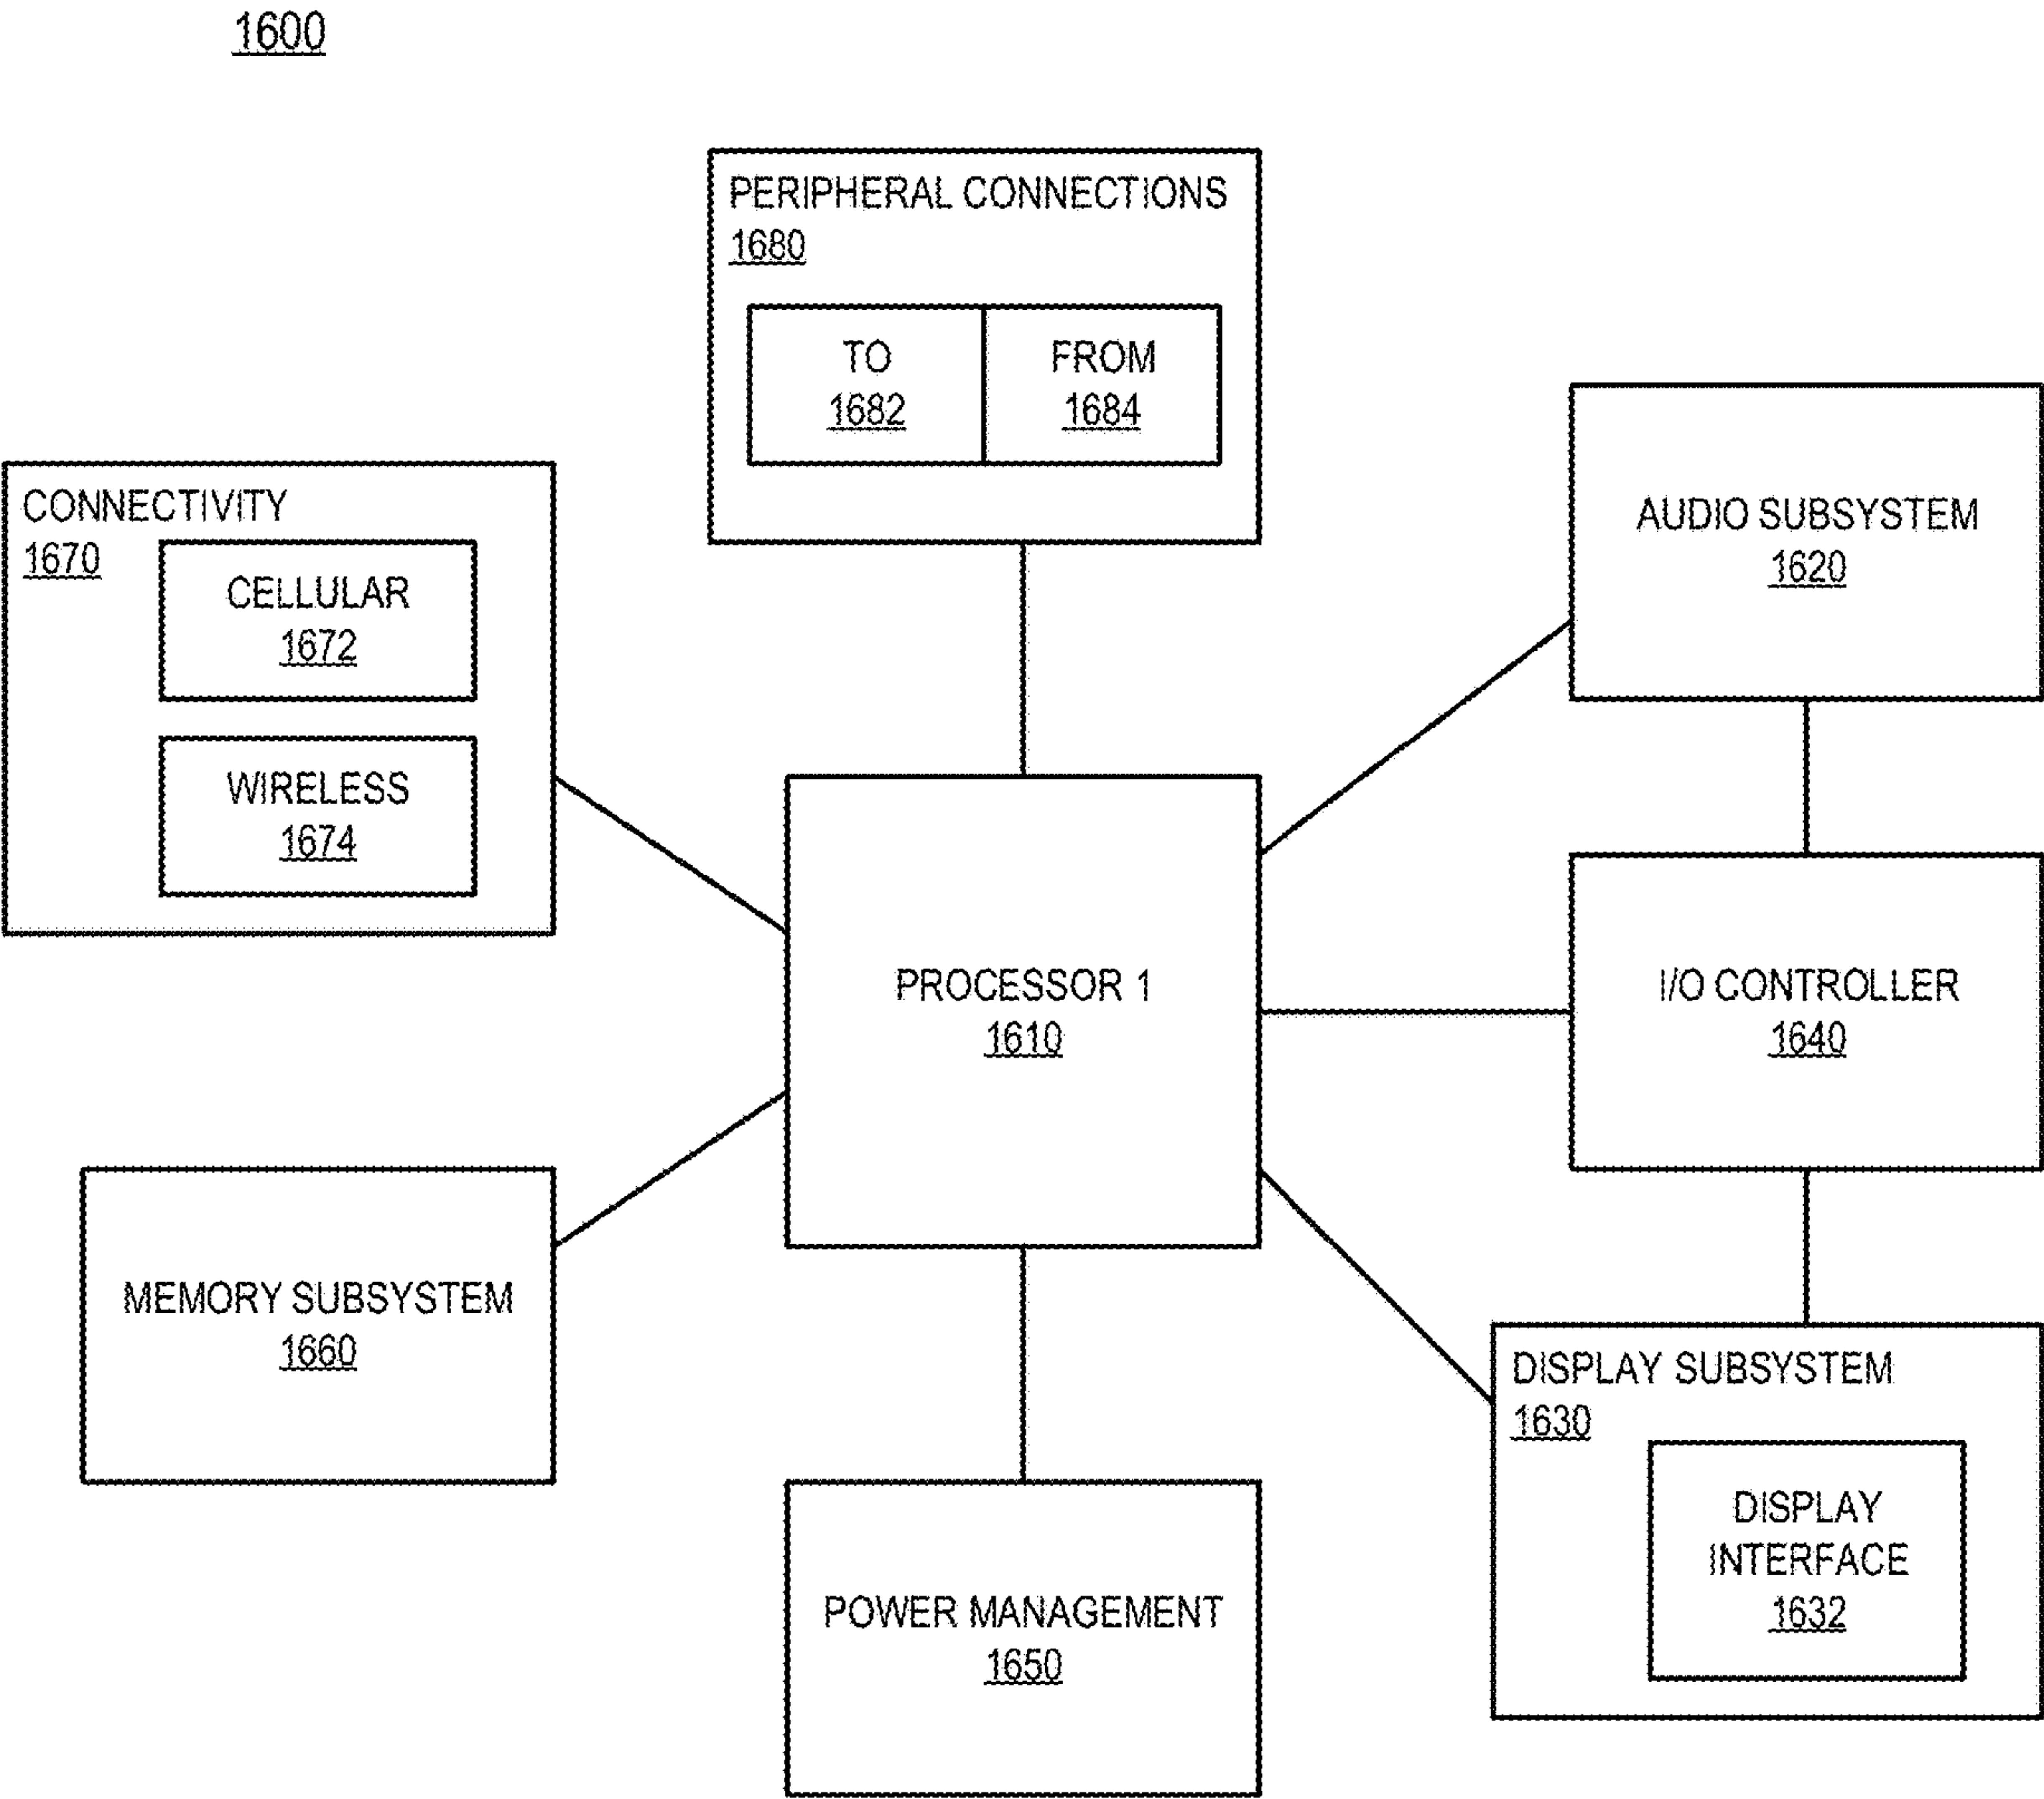 1600
PERIPHERAL CONNECTIONS
1680
TO
1682
FROM
1684
CONNECTIVITY
1670
CELLULAR
1672
WIRELESS
1674
AUDIO SUBSYSTEM
1620
PROCESSOR 1
1610
I/O CONTROLLER
1640
MEMORY SUBSYSTEM
1660
POWER MANAGEMENT
1650
DISPLAY SUBSYSTEM
1630
DISPLAY
INTERFACE
1632